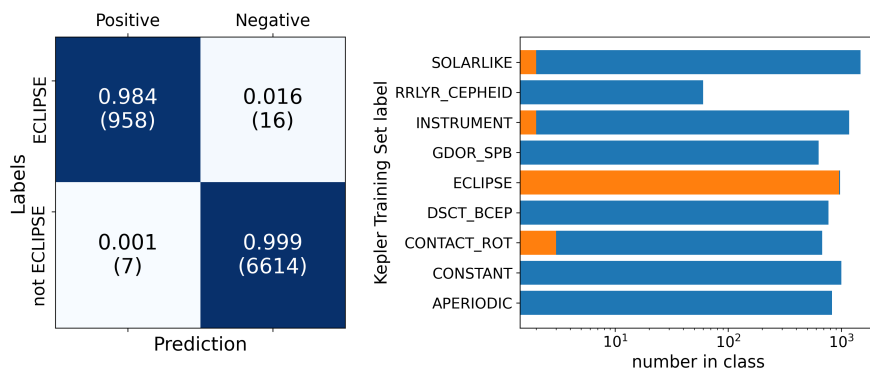 Positive Negative
Labels
ECLIPSE
not ECLIPSE
0.984
(958)
0.016
(16)
0.001
(7)
0.999
(6614)
Prediction
Kepler Training Set label
SOLARLIKE
RRLYR_CEPHEID
INSTRUMENT
GDOR_SPB
ECLIPSE
DSCT_BCEP
CONTACT_ROT
CONSTANT
APERIODIC
10¹ 10² 10³
number in class